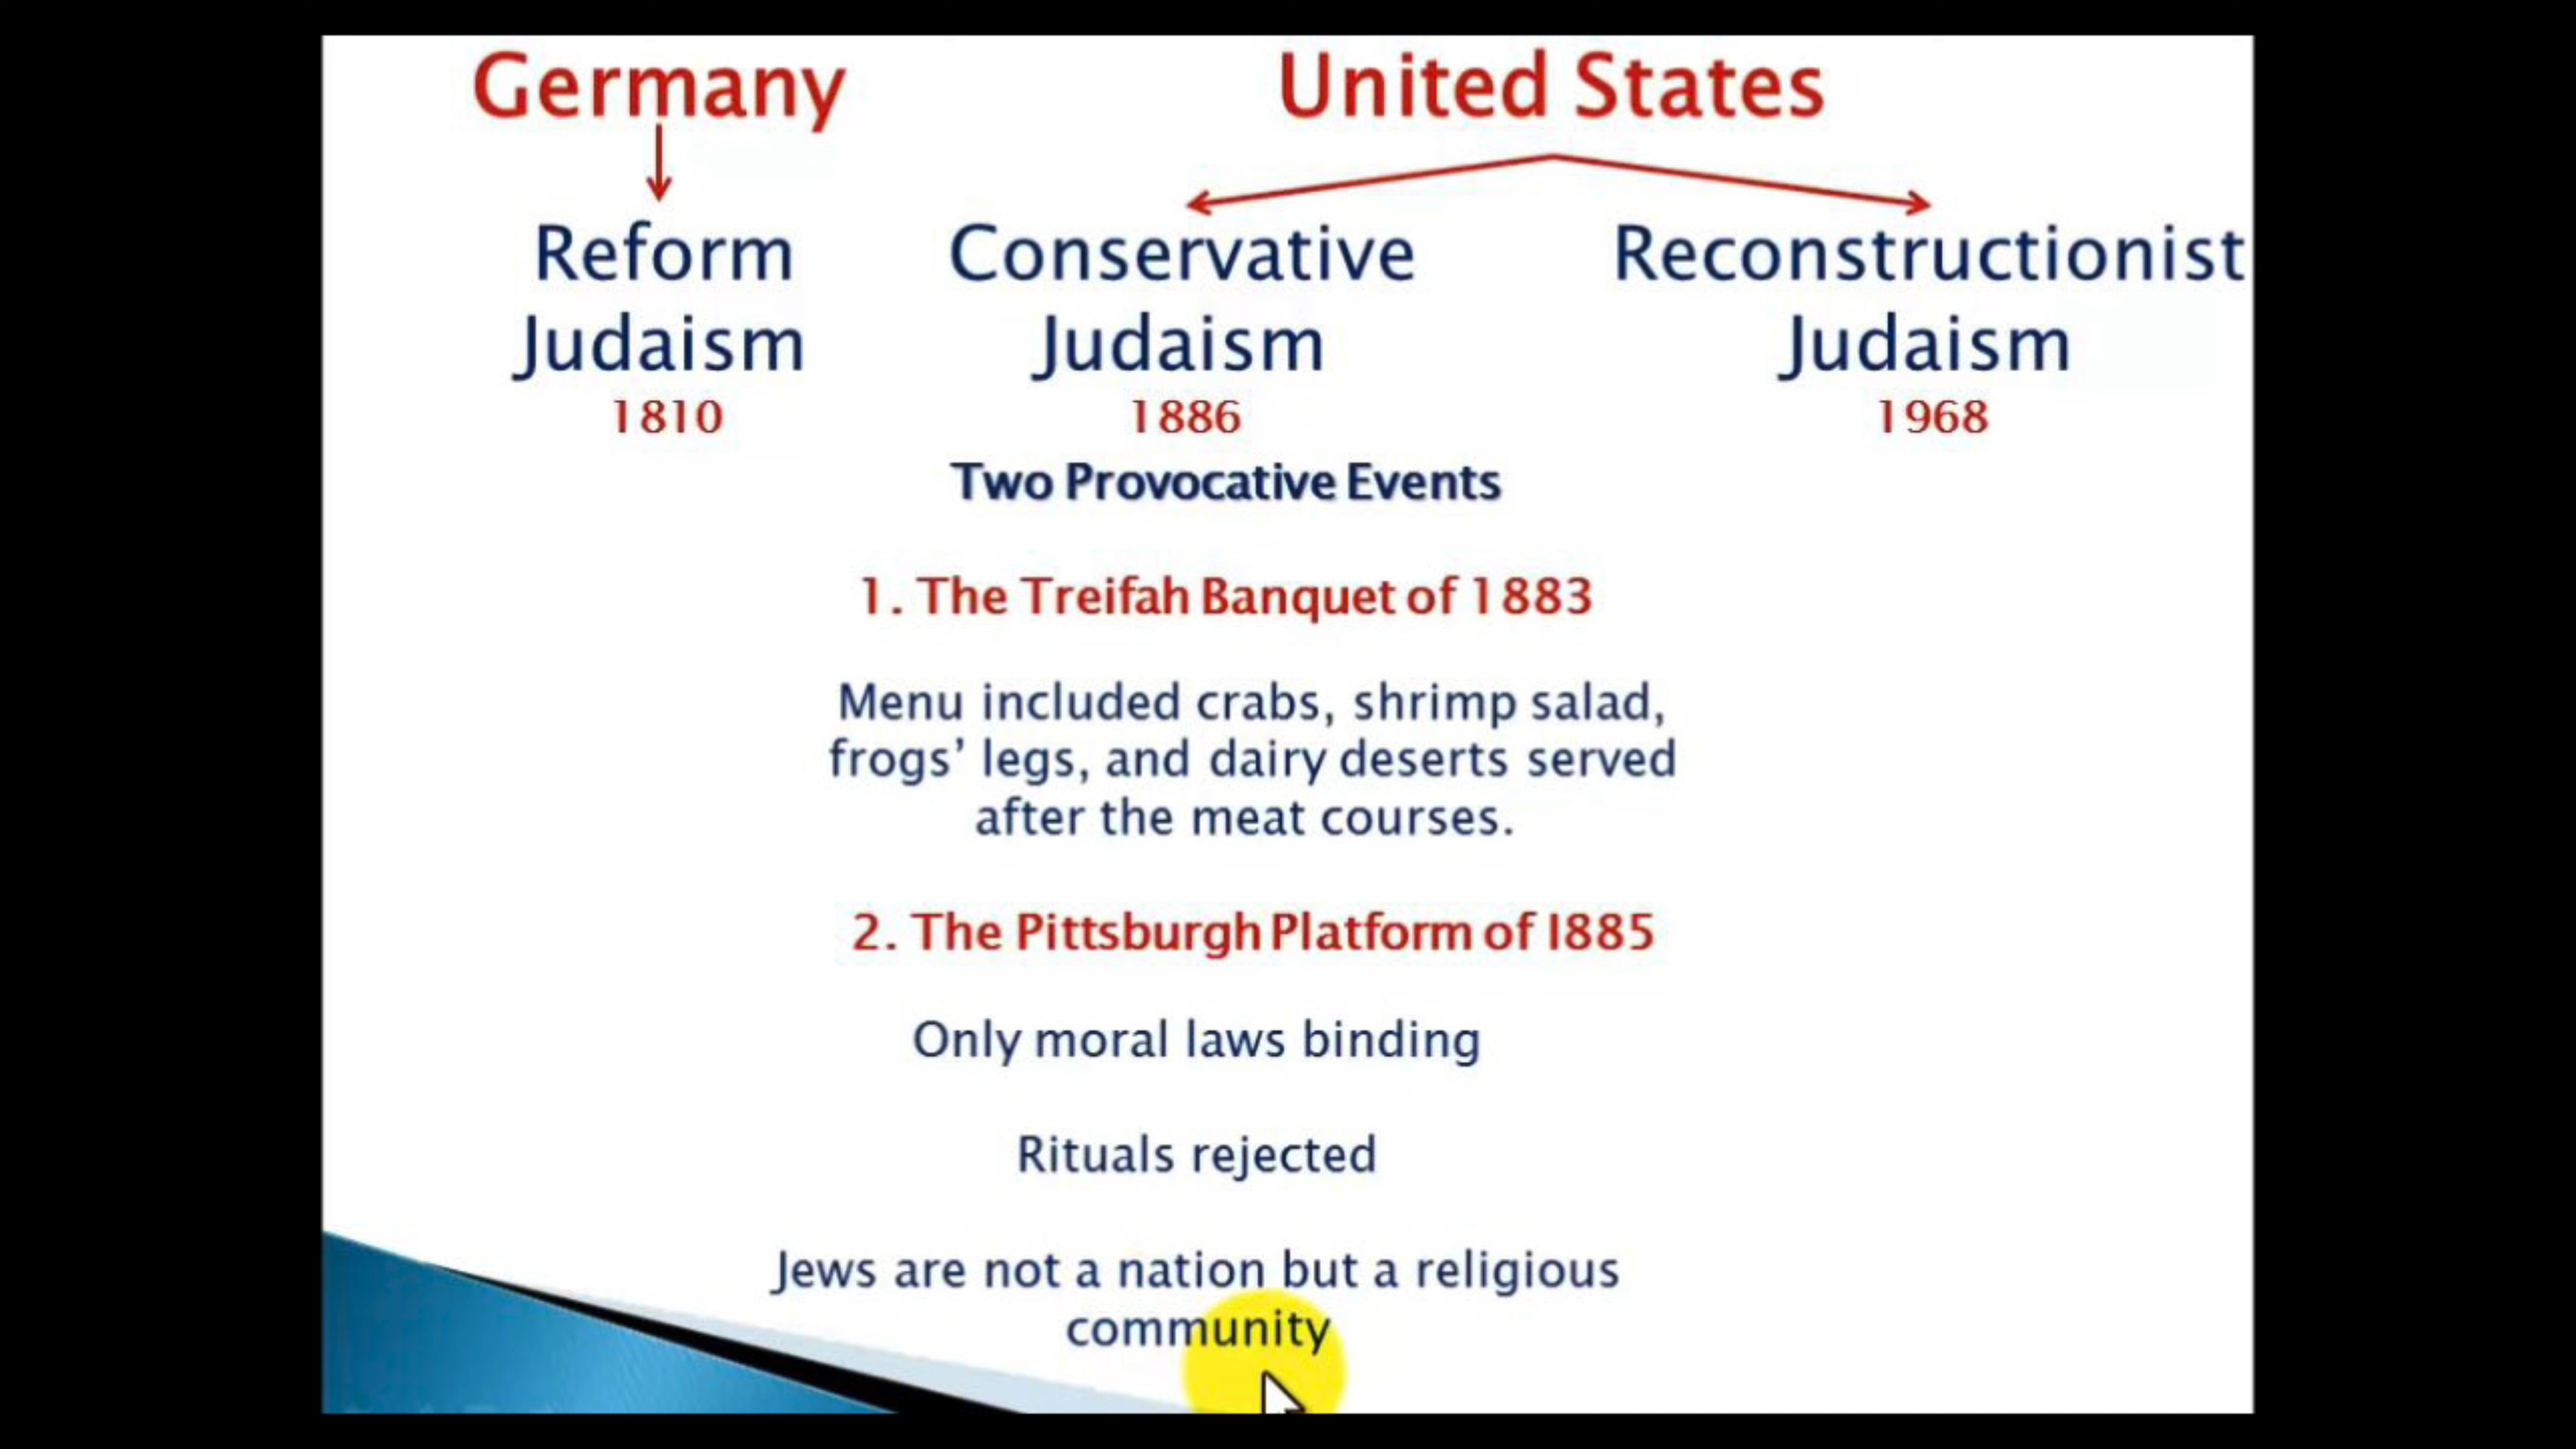 Germany
United States
Reform
Judaism
1810
Conservative
Judaism
1886
Reconstructionist
Judaism
1968
Two Provocative Events
1. The Treifah Banquet of 1883
Menu included crabs, shrimp salad,
frogs’ legs, and dairy deserts served
after the meat courses.
2. The Pittsburgh Platform of I885
Only moral laws binding
Rituals rejected
Jews are not a nation but a religious
community